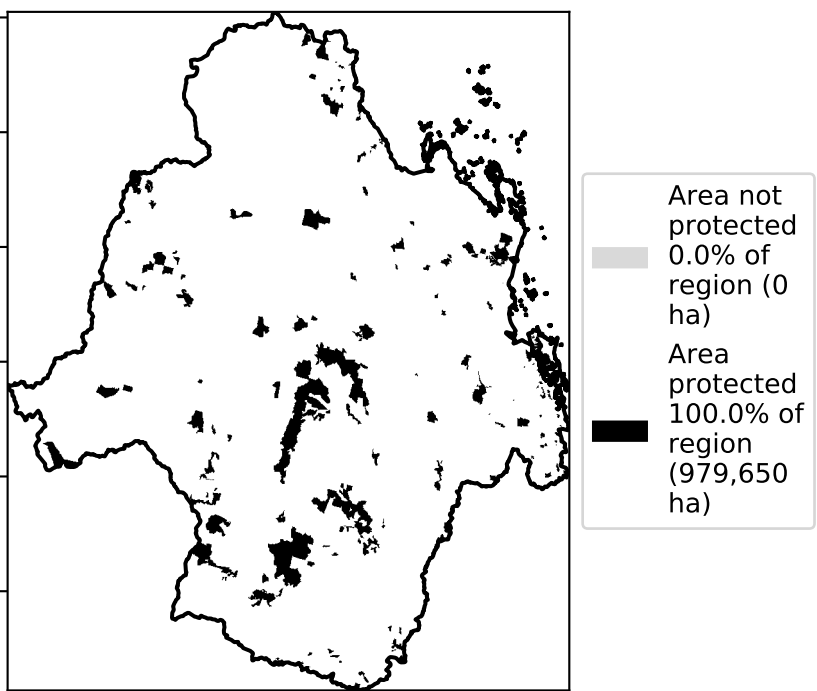 Area not
protected
0.0% of
region (0
ha)
Area
protected
100.0% of
region
(979,650
ha)